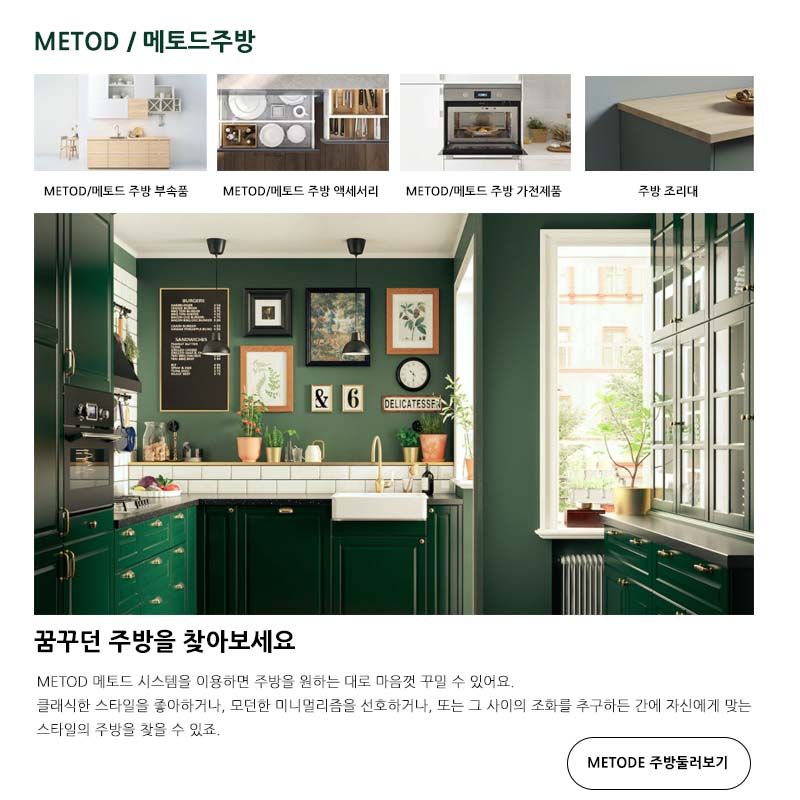 METOD / 메토드주방
METOD/메토드 주방 부속품
METOD/메토드 주방 액세서리
METOD/메토드 주방 가전제품
주방 조리대
BURGERS
SANDWICHES
& 6
DELICATESSEN
꿈꾸던 주방을 찾아보세요
METOD 메토드 시스템을 이용하면 주방을 원하는 대로 마음껏 꾸밀 수 있어요.
클래식한 스타일을 좋아하거나, 모던한 미니멀리즘을 선호하거나, 또는 그 사이의 조화를 추구하든 간에 자신에게 맞는
스타일의 주방을 찾을 수 있죠.
METODE 주방둘러보기